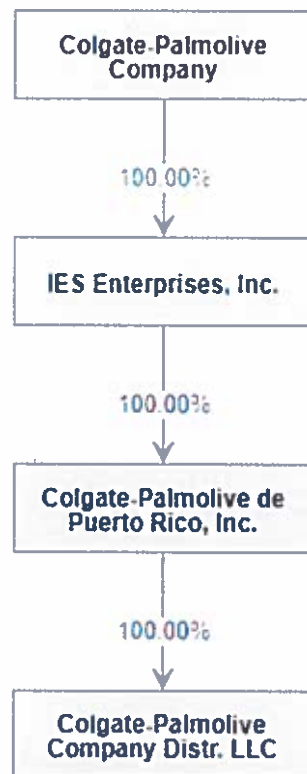 Colgate-Palmolive
Company
100.00%
IES Enterprises, Inc.
100.00%
Colgate-Palmolive de
Puerto Rico, Inc.
100.00%
Colgate-Palmolive
Company Distr. LLC